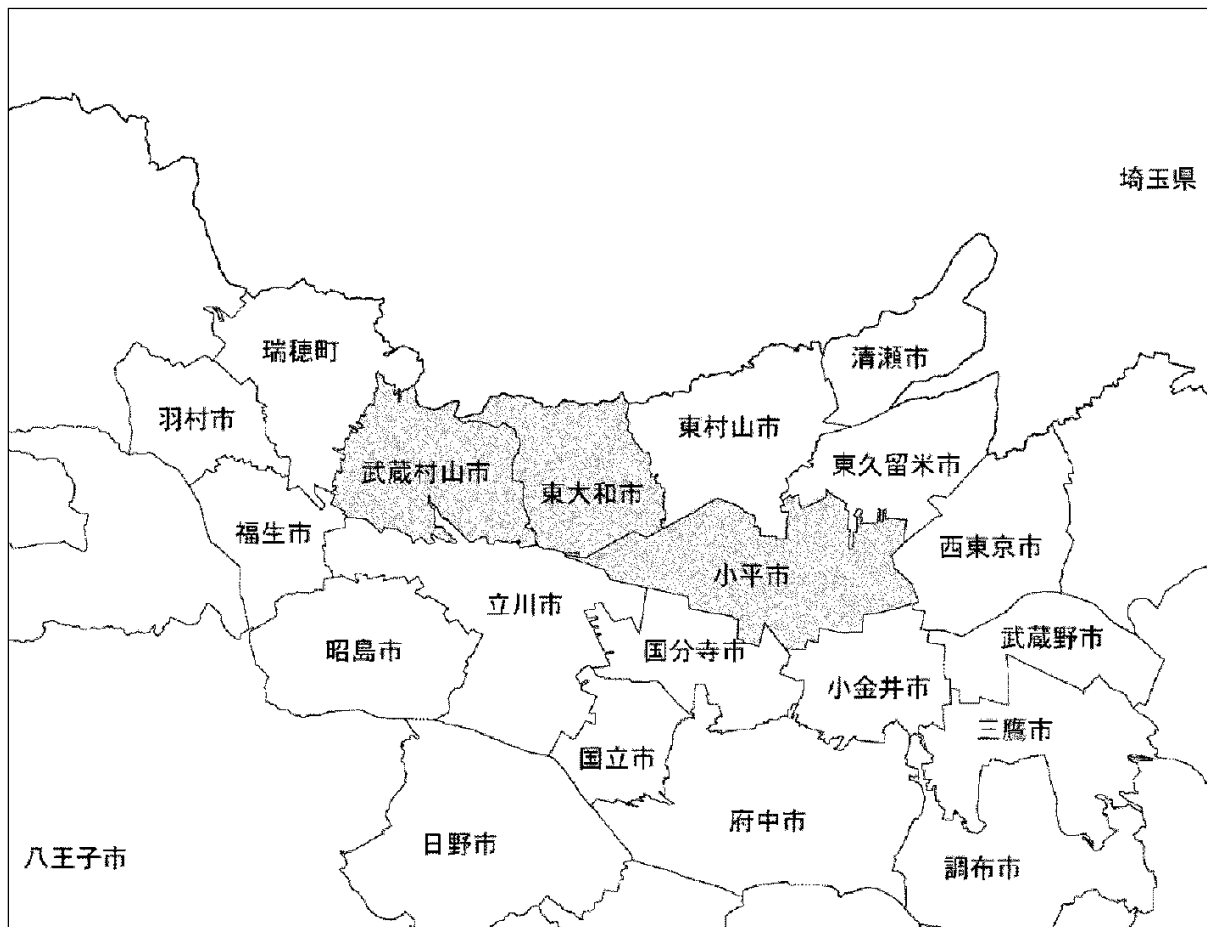 埼玉県
瑞穂町
清瀬市
羽村市
東村山市
武蔵村山市
東大和市
東久留米市
福生市
小平市
西東京市
立川市
昭島市
国分寺市
武蔵野市
小金井市
国立市
三鷹市
府中市
日野市
八王子市
調布市